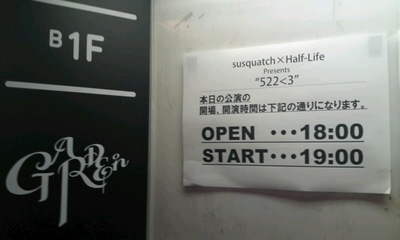 B1F
GARDEN
susquatch×Half-Life
Presents
"522<3"
本日の公演の
開場、開演時間は下記の通りになります。
OPEN ・・・18:00
START・・・19:00